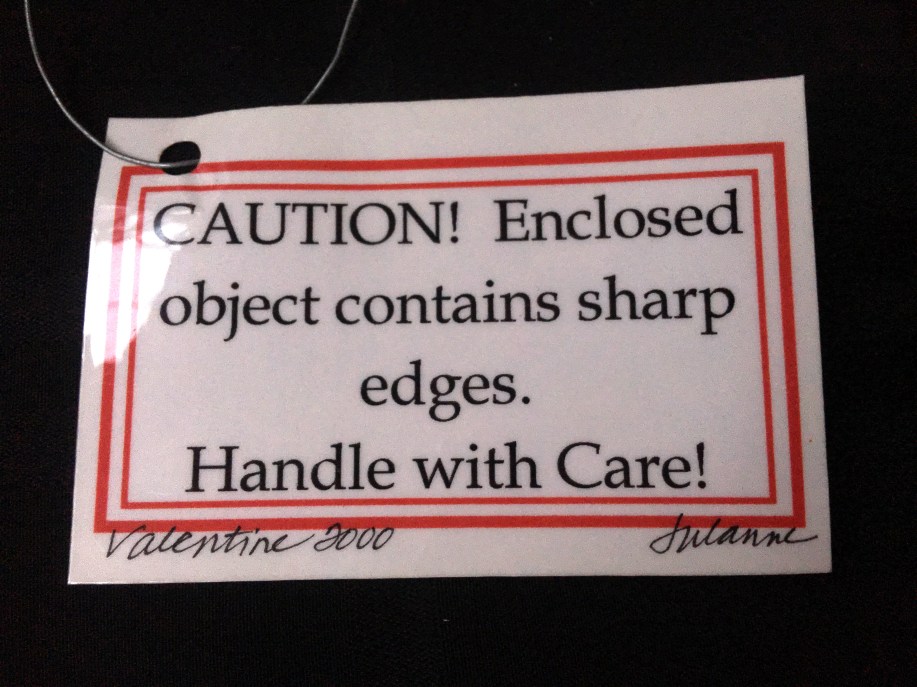 CAUTION! Enclosed
object contains sharp
edges.
Handle with Care!
Valentine 2000 Julanne